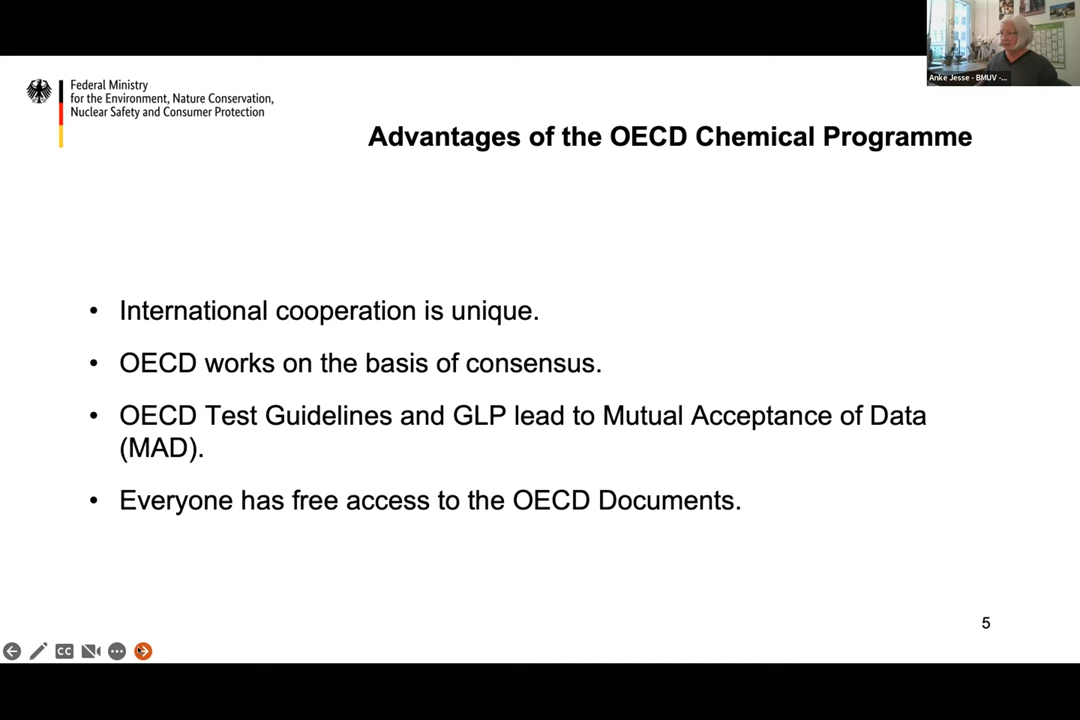 Anke Jesse - BMUV -...
Federal Ministry
for the Environment, Nature Conservation,
Nuclear Safety and Consumer Protection
Advantages of the OECD Chemical Programme
• International cooperation is unique.
• OECD works on the basis of consensus.
• OECD Test Guidelines and GLP lead to Mutual Acceptance of Data
(MAD).
• Everyone has free access to the OECD Documents.
5
CC